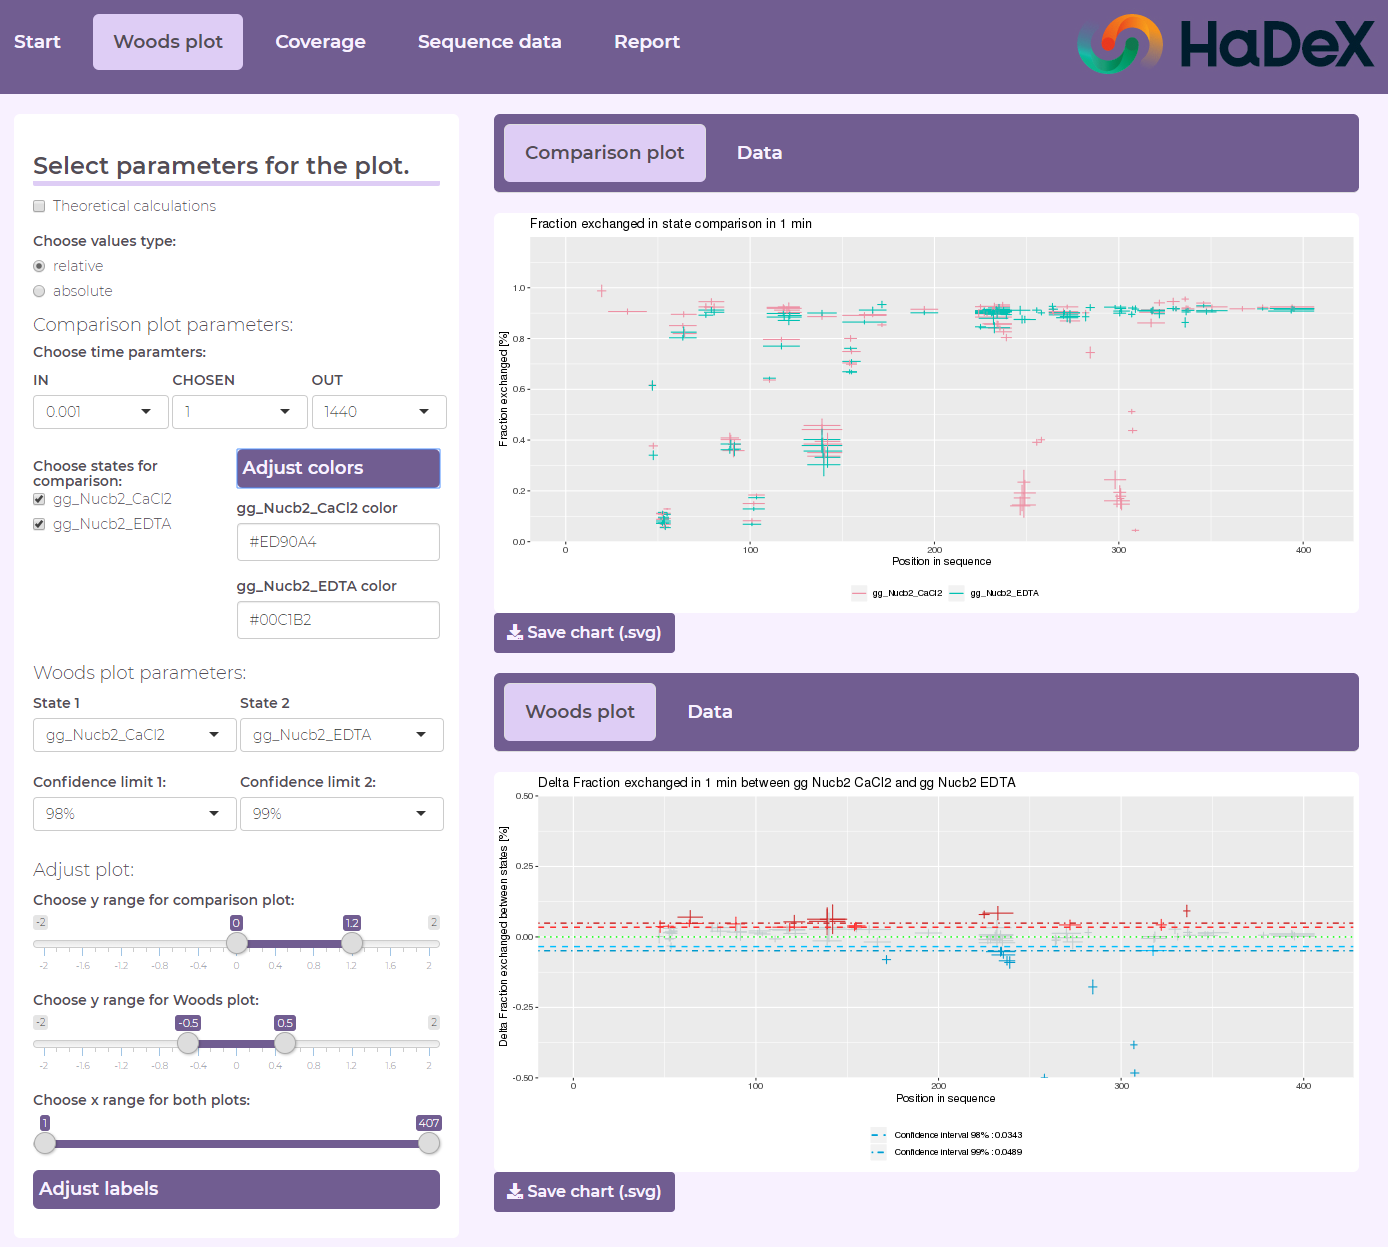 Start Woods plot Coverage Sequence data Report HaDeX
Select parameters for the plot.
Theoretical calculations
Choose values type:
relative
absolute
Comparison plot parameters:
Choose time paramters:
IN CHOSEN OUT
0.001 1 1440
Choose states for
comparison:
gg_Nucb2_CaCl2
gg_Nucb2_EDTA
Adjust colors
gg_Nucb2_CaCl2 color
#ED90A4
gg_Nucb2_EDTA color
#00C1B2
Woods plot parameters:
State 1 State 2
gg_Nucb2_CaCl2 gg_Nucb2_EDTA
Confidence limit 1: Confidence limit 2:
98% 99%
Adjust plot:
Choose y range for comparison plot:
-2 0 1.2 2
-2 -1.6 -1.2 -0.8 -0.4 0 0.4 0.8 1.2 1.6 2
Choose y range for Woods plot:
-2 -0.5 0.5 2
-2 -1.6 -1.2 -0.8 -0.4 0 0.4 0.8 1.2 1.6 2
Choose x range for both plots:
1 407
Adjust labels
Comparison plot Data
Fraction exchanged in state comparison in 1 min
Fraction exchanged [%]
1.0
0.8
0.6
0.4
0.2
0.0
0 100 200 300 400
Position in sequence
gg_Nucb2_CaCl2 gg_Nucb2_EDTA
Save chart (.svg)
Woods plot Data
Delta Fraction exchanged in 1 min between gg Nucb2 CaCl2 and gg Nucb2 EDTA
Delta Fraction exchanged between states [%]
0.50
0.25
0.00
-0.25
-0.50
0 100 200 300 400
Position in sequence
Confidence interval 98% : 0.0343
Confidence interval 99% : 0.0489
Save chart (.svg)